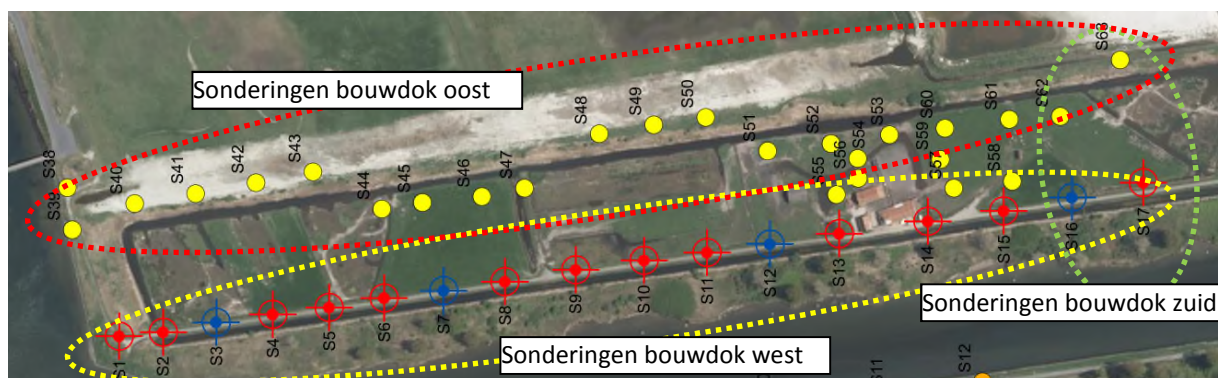 Sonderingen bouwdok oost
S38
S39
S40
S41
S42
S43
S44
S45
S46
S47
S48
S49
S50
S51
S52
S53
S54
S55
S56
S57
S58
S59
S60
S61
S62
S63
S1
S2
S3
S4
S5
S6
S7
S8
S9
S10
S11
S12
S13
S14
S15
S16
S17
Sonderingen bouwdok zuid
Sonderingen bouwdok west
S11
S12